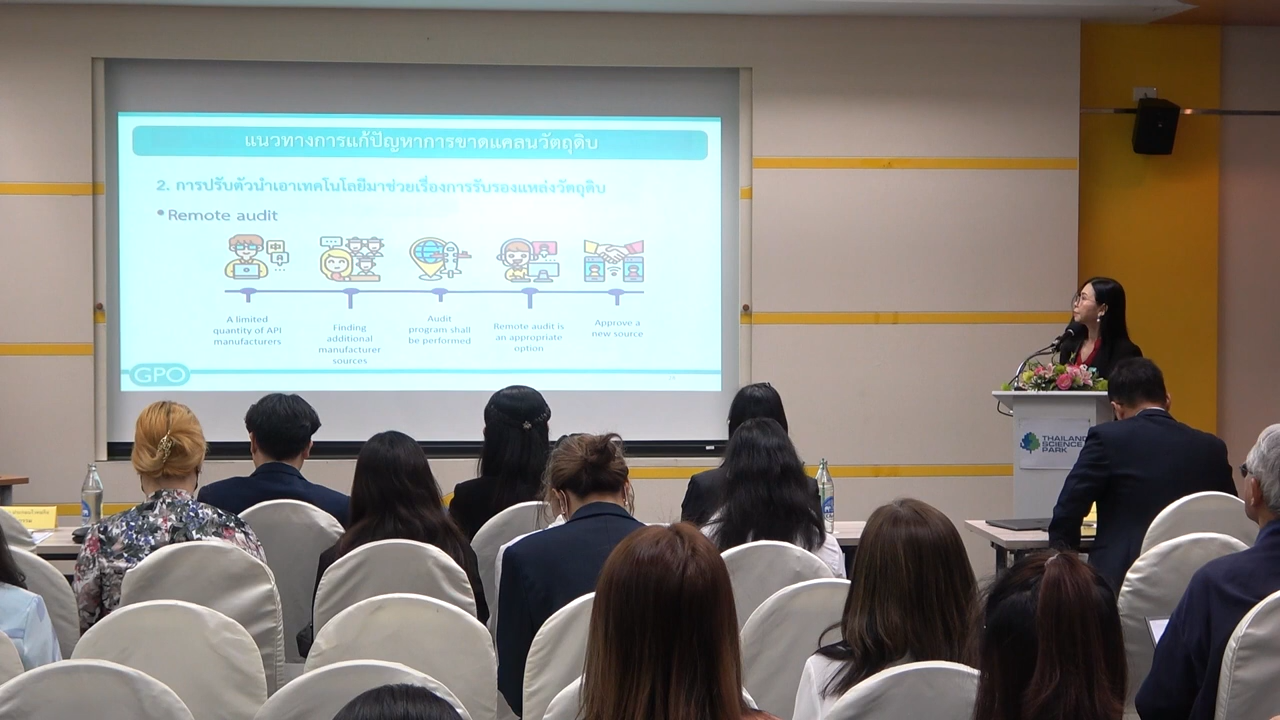 แนวทางการแก้ปัญหาการขาดแคลนวัตถุดิบ
2. การปรับตัวนำเอาเทคโนโลยีมาช่วยเรื่องการรับรองแหล่งวัตถุดิบ
• Remote audit
A limited
quantity of API
manufacturers
Finding
additional
manufacturer
sources
Audit
program shall
be performed
Remote audit is
an appropriate
option
Approve a
new source
GPO
THAILAND
SCIENCE
PARK